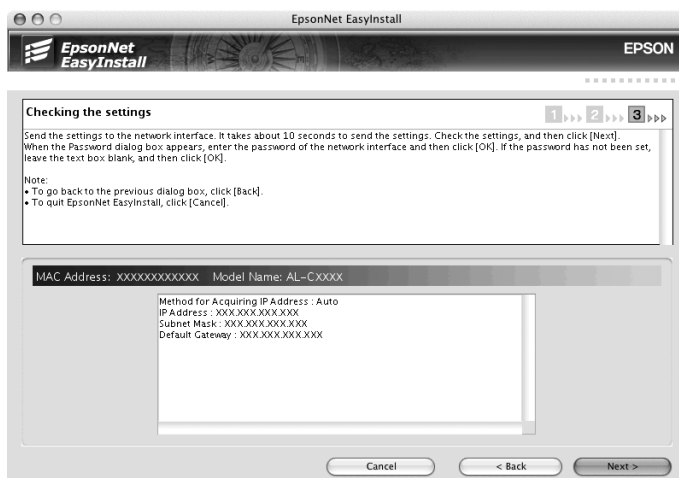 EpsonNet EasyInstall
EpsonNet
EasyInstall
EPSON
Checking the settings
1 2 3
Send the settings to the network interface. It takes about 10 seconds to send the settings. Check the settings, and then click [Next].
When the Password dialog box appears, enter the password of the network interface and then click [OK]. If the password has not been set,
leave the text box blank, and then click [OK].
Note:
• To go back to the previous dialog box, click [Back].
• To quit EpsonNet EasyInstall, click [Cancel].
MAC Address: XXXXXXXXXXXX Model Name: AL-CXXXX
Method for Acquiring IP Address : Auto
IP Address : XXX.XXX.XXX.XXX
Subnet Mask : XXX.XXX.XXX.XXX
Default Gateway : XXX.XXX.XXX.XXX
Cancel < Back Next >